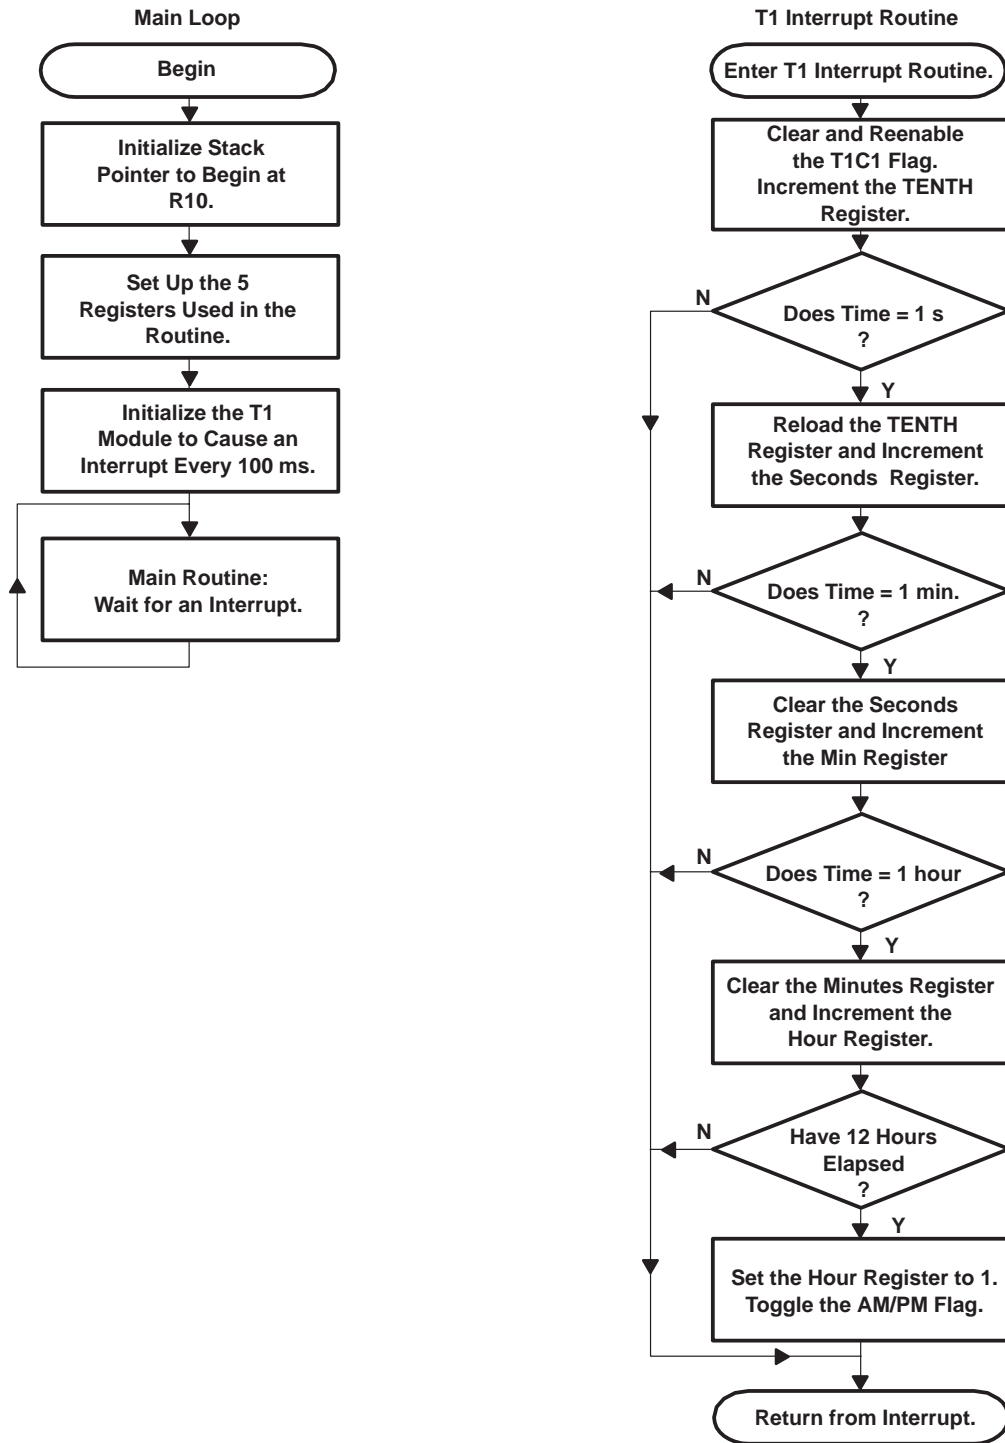 Main Loop
Begin
Initialize Stack
Pointer to Begin at
R10.
Set Up the 5
Registers Used in the
Routine.
Initialize the T1
Module to Cause an
Interrupt Every 100 ms.
Main Routine:
Wait for an Interrupt.
T1 Interrupt Routine
Enter T1 Interrupt Routine.
Clear and Reenable
the T1C1 Flag.
Increment the TENTH
Register.
N
Does Time = 1 s
?
Y
Reload the TENTH
Register and Increment
the Seconds Register.
N
Does Time = 1 min.
?
Y
Clear the Seconds
Register and Increment
the Min Register
N
Does Time = 1 hour
?
Y
Clear the Minutes Register
and Increment the
Hour Register.
N
Have 12 Hours
Elapsed
?
Y
Set the Hour Register to 1.
Toggle the AM/PM Flag.
Return from Interrupt.